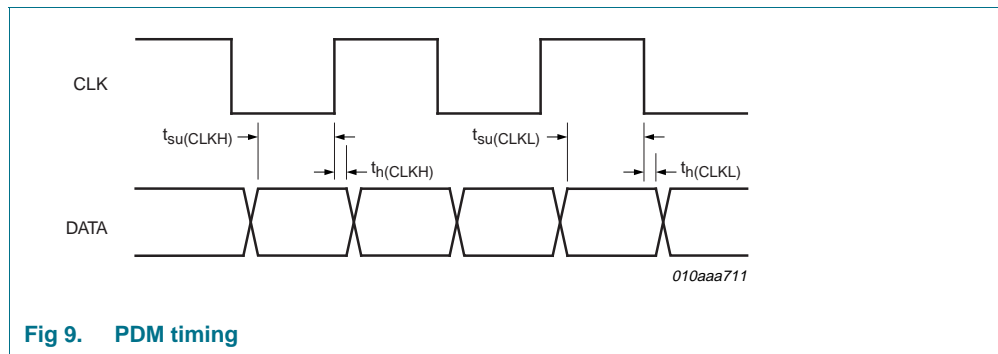 CLK
tsu(CLKH)
tsu(CLKL)
th(CLKH)
th(CLKL)
DATA
010aaa711
Fig 9. PDM timing